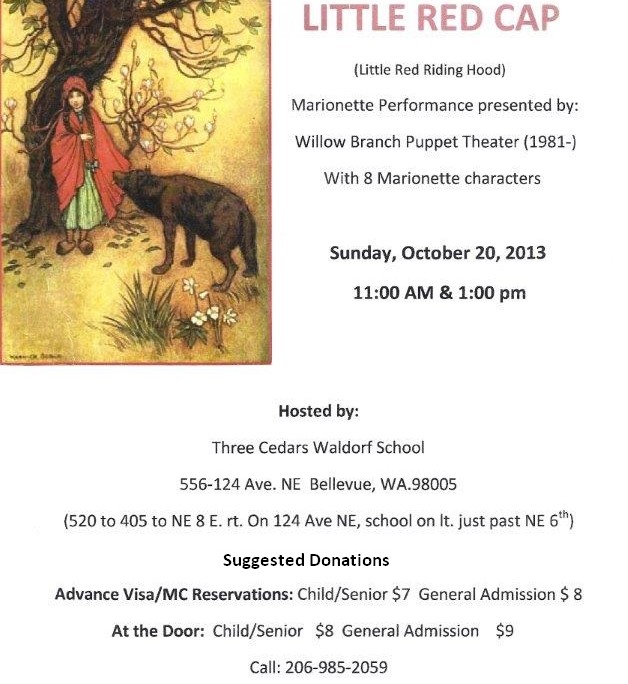 LITTLE RED CAP
(Little Red Riding Hood)
Marionette Performance presented by:
Willow Branch Puppet Theater (1981-)
With 8 Marionette characters
Sunday, October 20, 2013
11:00 AM & 1:00 pm
Hosted by:
Three Cedars Waldorf School
556-124 Ave. NE Bellevue, WA.98005
(520 to 405 to NE 8 E. rt. On 124 Ave NE, school on lt. just past NE 6th)
Suggested Donations
Advance Visa/MC Reservations: Child/Senior $7 General Admission $ 8
At the Door: Child/Senior $8 General Admission $9
Call: 206-985-2059